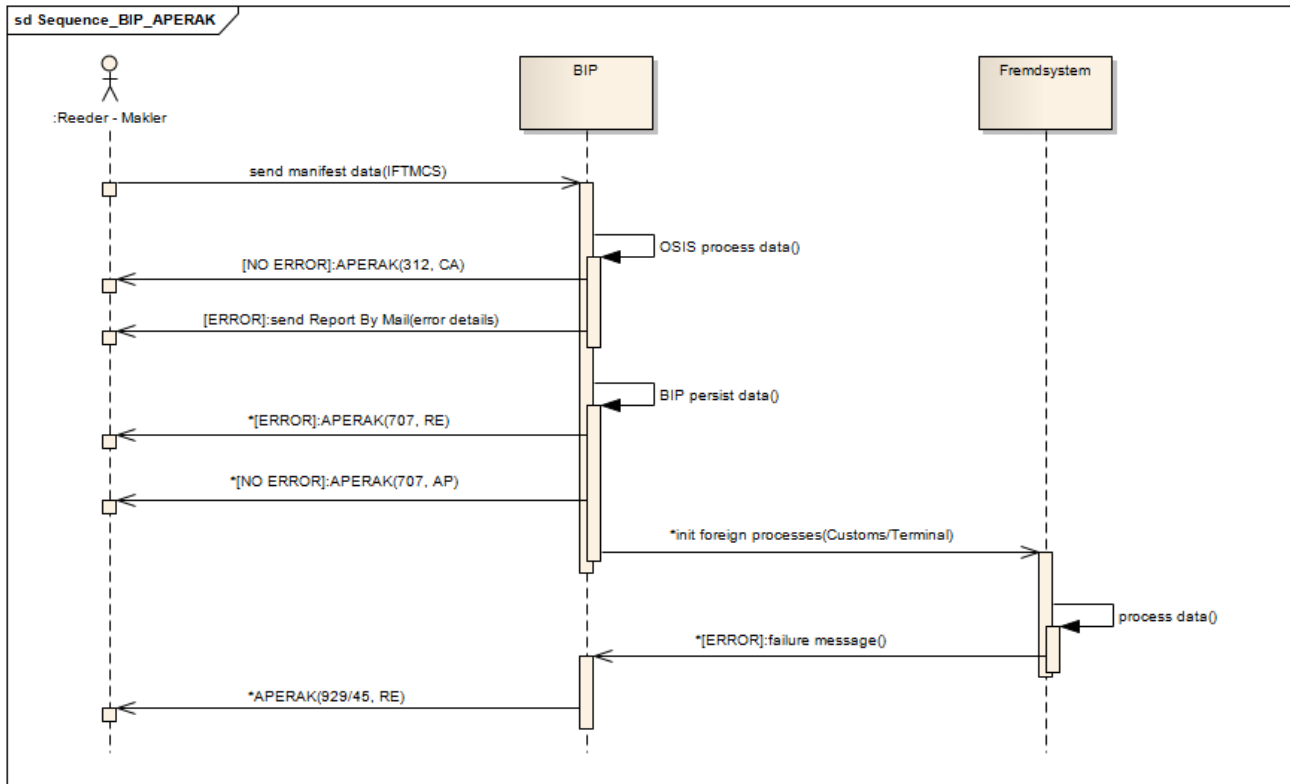 sd Sequence_BIP_APERAK
BIP
Fremdsystem
:Reeder - Makler
send manifest data(IFTMCS)
OSIS process data()
[NO ERROR]:APERAK(312, CA)
[ERROR]:send Report By Mail(error details)
BIP persist data()
*[ERROR]:APERAK(707, RE)
*[NO ERROR]:APERAK(707, AP)
*init foreign processes(Customs/Terminal)
process data()
*[ERROR]:failure message()
*APERAK(929/45, RE)